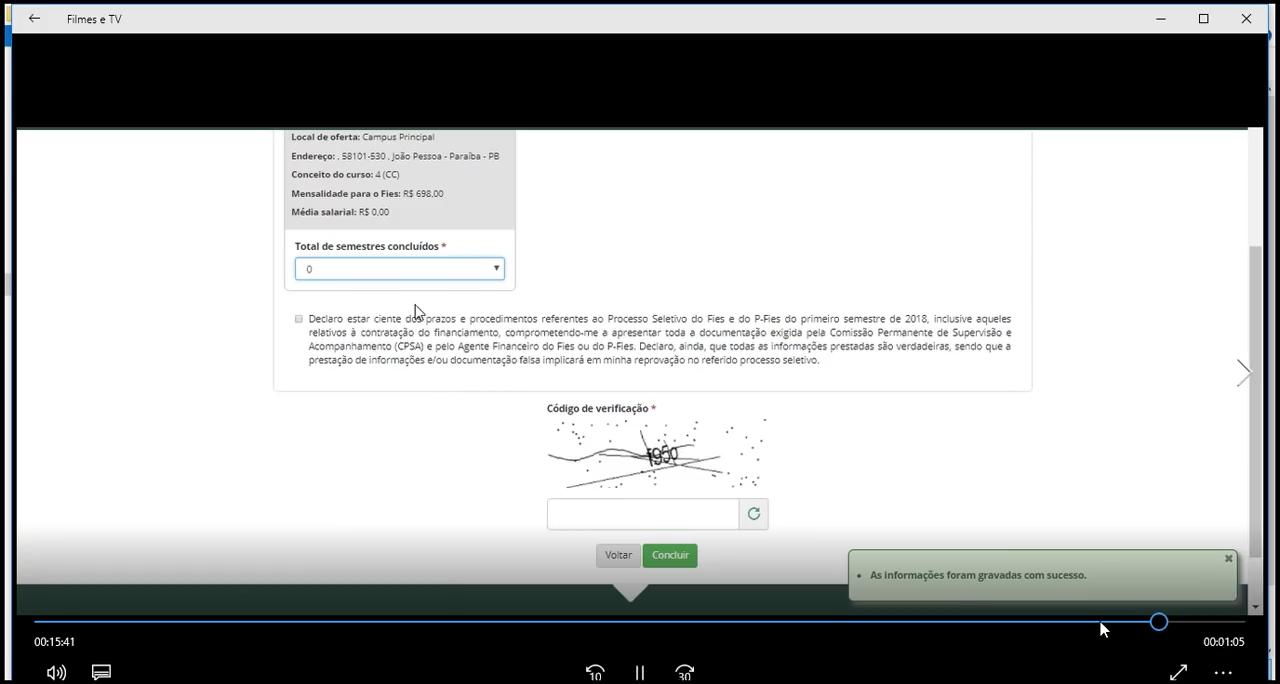 Filmes e TV
Local de oferta: Campus Principal
Endereço: , 58101-530 , João Pessoa - Paraíba - PB
Conceito do curso: 4 (CC)
Mensalidade para o Fies: R$ 698,00
Média salarial: R$ 0,00
Total de semestres concluídos *
0
Declaro estar ciente dos prazos e procedimentos referentes ao Processo Seletivo do Fies e do P-Fies do primeiro semestre de 2018, inclusive aqueles
relativos à contratação do financiamento, comprometendo-me a apresentar toda a documentação exigida pela Comissão Permanente de Supervisão e
Acompanhamento (CPSA) e pelo Agente Financeiro do Fies ou do P-Fies. Declaro, ainda, que todas as informações prestadas são verdadeiras, sendo que a
prestação de informações e/ou documentação falsa implicará em minha reprovação no referido processo seletivo.
Código de verificação *
1950
Voltar Concluir
As informações foram gravadas com sucesso.
00:15:41 00:01:05
10 30